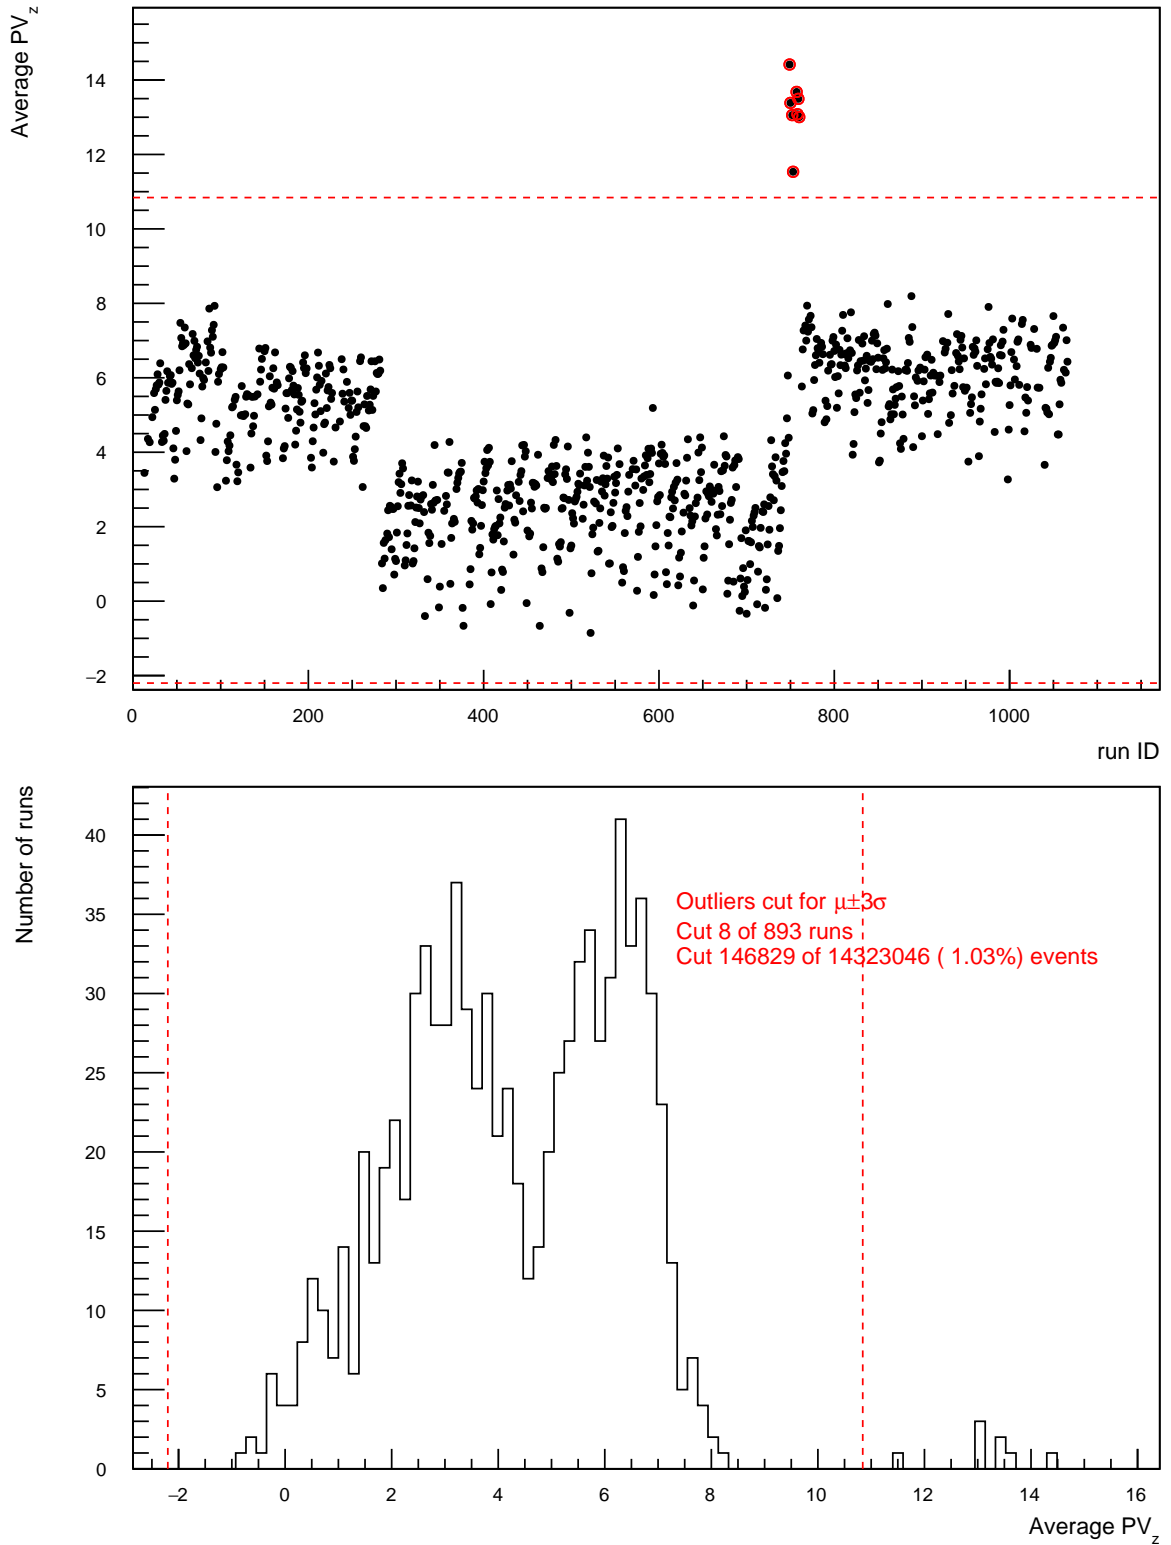 Average PV_z
14
12
10
8
6
4
2
0
−2
0 200 400 600 800 1000
run ID
Number of runs
40
35
30
25
20
15
10
5
0
Outliers cut for μ±3σ
Cut 8 of 893 runs
Cut 146829 of 14323046 ( 1.03%) events
−2 0 2 4 6 8 10 12 14 16
Average PV_z